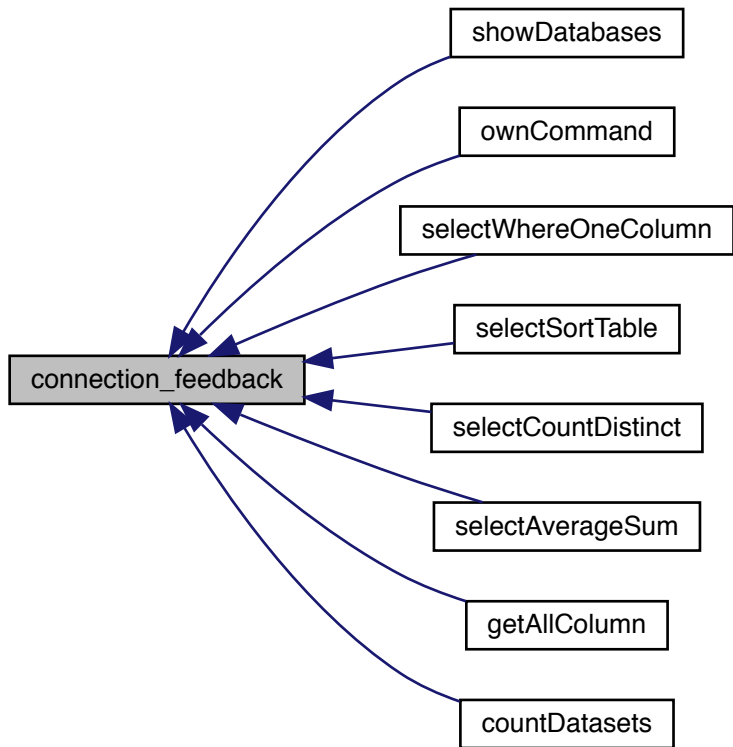 showDatabases
ownCommand
selectWhereOneColumn
selectSortTable
connection_feedback
selectCountDistinct
selectAverageSum
getAllColumn
countDatasets